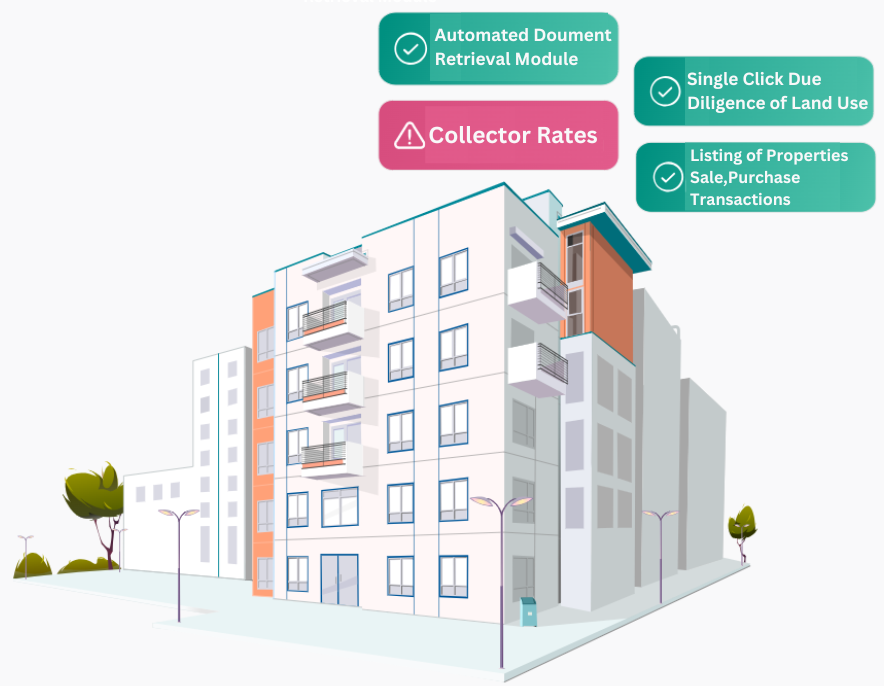 Automated Doument
Retrieval Module
Collector Rates
Single Click Due
Diligence of Land Use
Listing of Properties
Sale,Purchase
Transactions